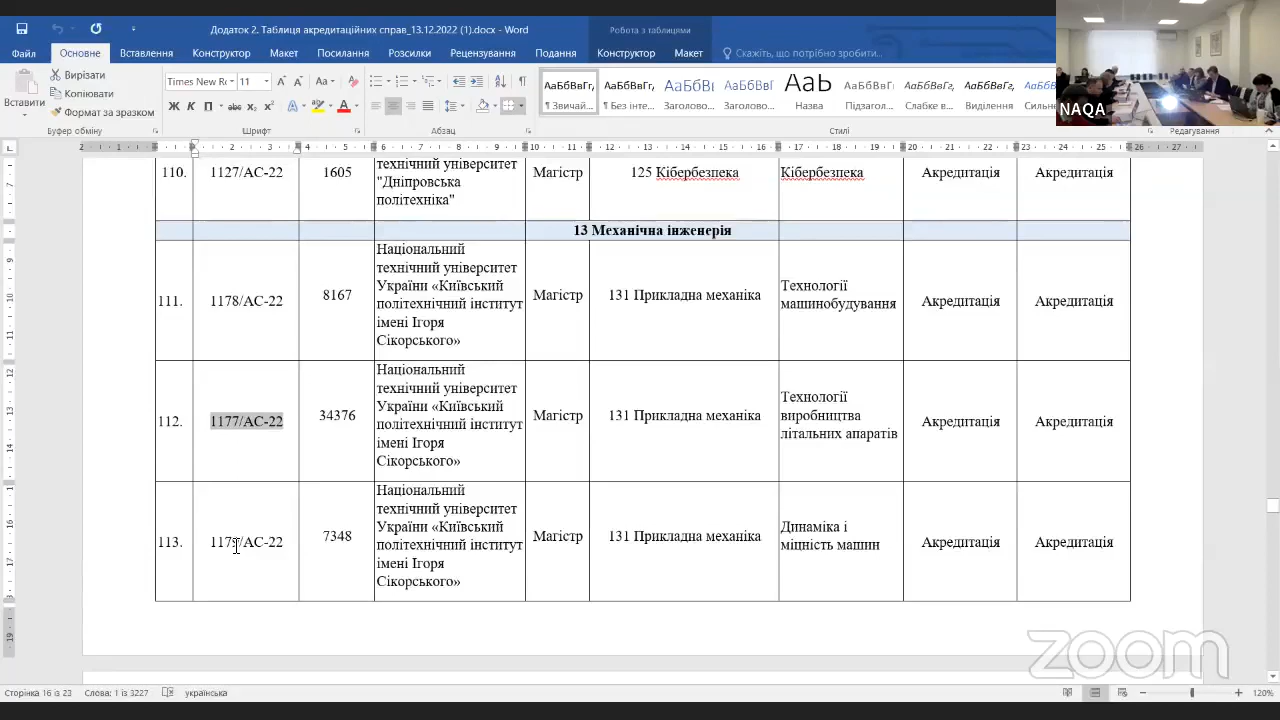 Додаток 2. Таблиця акредитаційних справ_13.12.2022 (1).docx - Word
Робота з таблицями
Файл Основне Вставлення Конструктор Макет Посилання Розсилки Рецензування Подання Конструктор Макет Скажіть, що потрібно зробити...
Вставити
Вирізати
Копіювати
Формат за зразком
Буфер обміну
Times New Ro 11
Шрифт
Абзац
АаБбВвГг, АаБбВвГг, АаБбВвГ АаБбВвГ Aab АаБбВвГ АаБбВвГг АаБбВвГг
¶ Звичай... ¶ Без інте... Заголово... Заголово... Назва Підзагол... Слабке в... Виділення Сильне
Стилі
Редагування
NAQA
110. 1127/АС-22 1605 технічний університет "Дніпровська політехніка" Магістр 125 Кібербезпека Кібербезпека Акредитація Акредитація
13 Механічна інженерія
111. 1178/АС-22 8167 Національний технічний університет України «Київський політехнічний інститут імені Ігоря Сікорського» Магістр 131 Прикладна механіка Технології машинобудування Акредитація Акредитація
112. 1177/АС-22 34376 Національний технічний університет України «Київський політехнічний інститут імені Ігоря Сікорського» Магістр 131 Прикладна механіка Технології виробництва літальних апаратів Акредитація Акредитація
113. 1179/АС-22 7348 Національний технічний університет України «Київський політехнічний інститут імені Ігоря Сікорського» Магістр 131 Прикладна механіка Динаміка і міцність машин Акредитація Акредитація
zoom
Сторінка 16 із 23 Слова: 1 із 3227 українська 120%